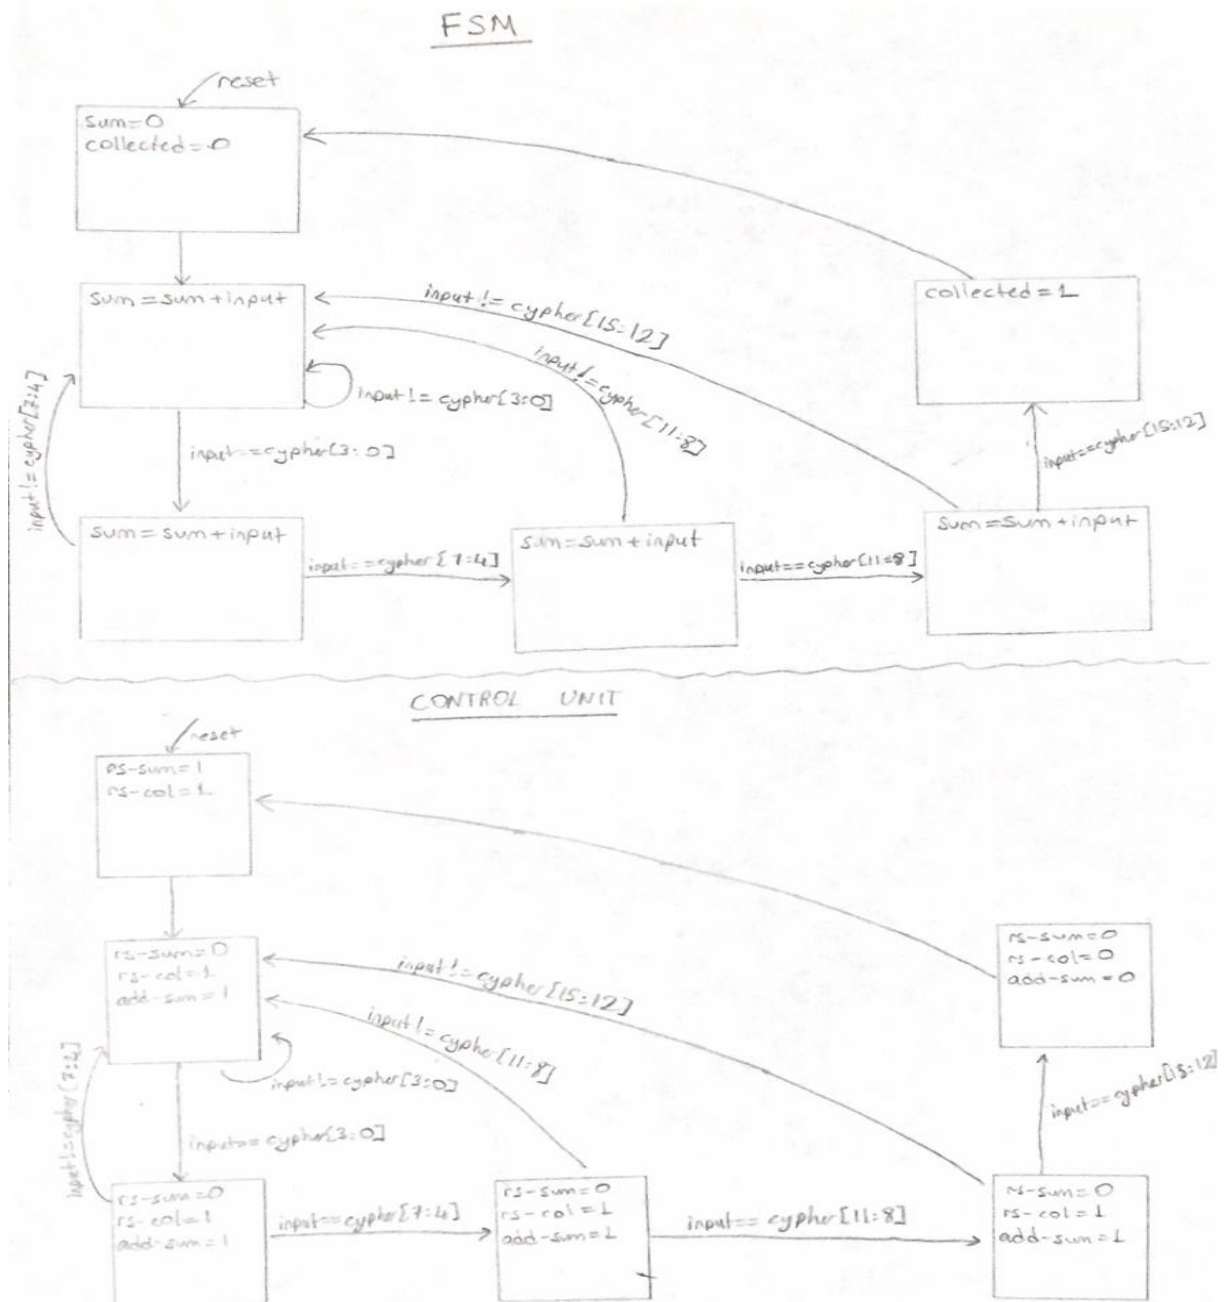 FSM
reset
sum=0
collected=0
sum=sum+input
input!=cypher[15:12]
collected=1
input!=cypher[11:8]
input!=cypher[3:0]
input!=cypher[7:4]
input==cypher[3:0]
input==cypher[15:12]
sum=sum+input
input==cypher[7:4]
sum=sum+input
input==cypher[11:8]
sum=sum+input
CONTROL UNIT
reset
rs-sum=1
rs-col=1
rs-sum=0
rs-col=1
add-sum=1
input!=cypher[15:12]
rs-sum=0
rs-col=0
add-sum=0
input!=cypher[11:8]
input!=cypher[3:0]
input!=cypher[7:4]
input==cypher[3:0]
input==cypher[15:12]
rs-sum=0
rs-col=1
add-sum=1
input==cypher[7:4]
rs-sum=0
rs-col=1
add-sum=1
input==cypher[11:8]
rs-sum=0
rs-col=1
add-sum=1